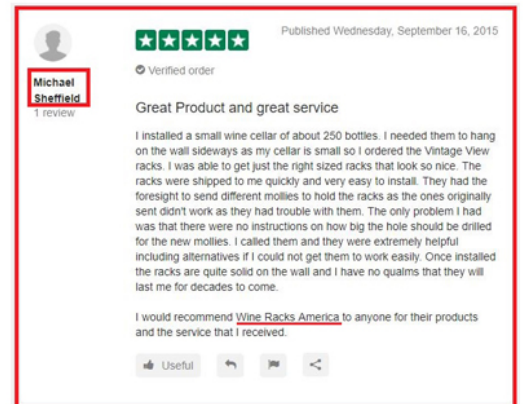 Published Wednesday, September 16, 2015
Verified order
Michael
Sheffield
1 review
Great Product and great service
I installed a small wine cellar of about 250 bottles. I needed them to hang
on the wall sideways as my cellar is small so I ordered the Vintage View
racks. I was able to get just the right sized racks that look so nice. The
racks were shipped to me quickly and very easy to install. They had the
foresight to send different mollies to hold the racks as the ones originally
sent didn't work as they had trouble with them. The only problem I had
was that there were no instructions on how big the hole should be drilled
for the new mollies. I called them and they were extremely helpful
including alternatives if I could not get them to work easily. Once installed
the racks are quite solid on the wall and I have no qualms that they will
last me for decades to come.
I would recommend Wine Racks America to anyone for their products
and the service that I received.
Useful